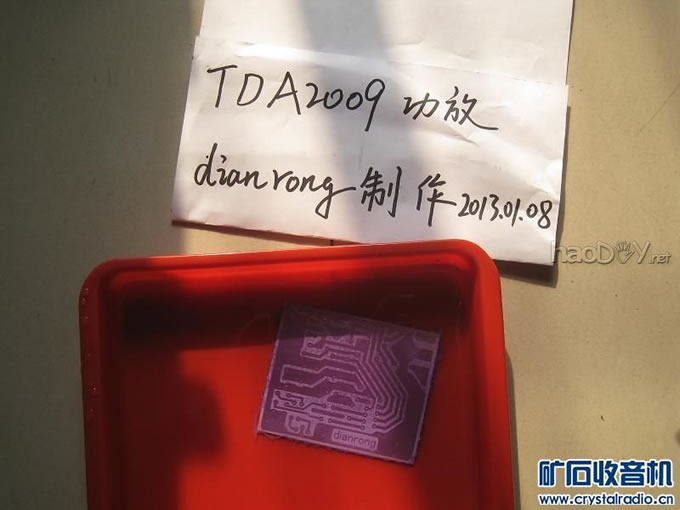 TDA2009 功放
dianrong 制作 2013.01.08
haoDIY.net
dianrong
矿石收音机
www.crystalradio.cn